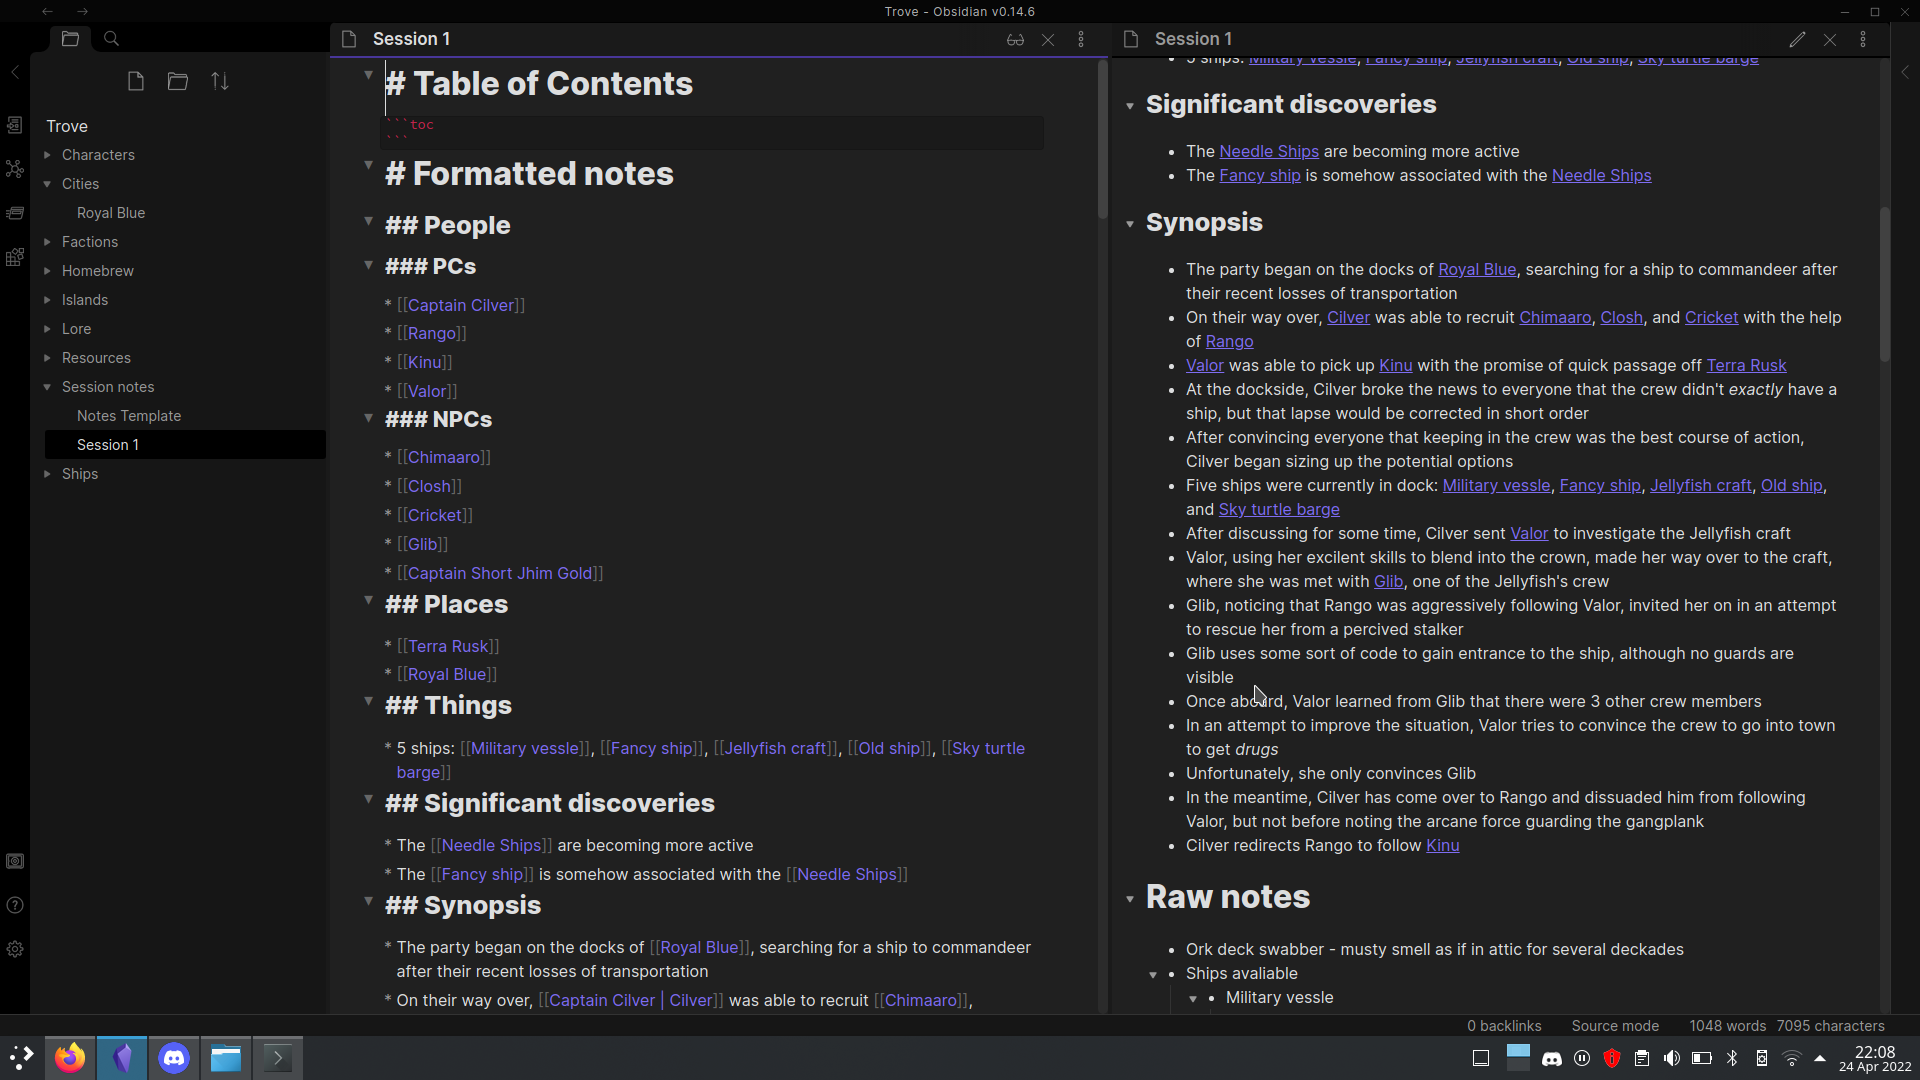 Trove - Obsidian v0.14.6
Session 1
Session 1
Trove
Characters
Cities
Royal Blue
Factions
Homebrew
Islands
Lore
Resources
Session notes
Notes Template
Session 1
Ships
# Table of Contents
```toc
```
# Formatted notes
## People
### PCs
* [[Captain Cilver]]
* [[Rango]]
* [[Kinu]]
* [[Valor]]
### NPCs
* [[Chimaaro]]
* [[Closh]]
* [[Cricket]]
* [[Glib]]
* [[Captain Short Jhim Gold]]
## Places
* [[Terra Rusk]]
* [[Royal Blue]]
## Things
* 5 ships: [[Military vessle]], [[Fancy ship]], [[Jellyfish craft]], [[Old ship]], [[Sky turtle
barge]]
## Significant discoveries
* The [[Needle Ships]] are becoming more active
* The [[Fancy ship]] is somehow associated with the [[Needle Ships]]
## Synopsis
* The party began on the docks of [[Royal Blue]], searching for a ship to commandeer
after their recent losses of transportation
* On their way over, [[Captain Cilver | Cilver]] was able to recruit [[Chimaaro]],
• 5 ships: Military vessle, Fancy ship, Jellyfish craft, Old ship, Sky turtle barge
Significant discoveries
• The Needle Ships are becoming more active
• The Fancy ship is somehow associated with the Needle Ships
Synopsis
• The party began on the docks of Royal Blue, searching for a ship to commandeer after
their recent losses of transportation
• On their way over, Cilver was able to recruit Chimaaro, Closh, and Cricket with the help
of Rango
• Valor was able to pick up Kinu with the promise of quick passage off Terra Rusk
• At the dockside, Cilver broke the news to everyone that the crew didn't exactly have a
ship, but that lapse would be corrected in short order
• After convincing everyone that keeping in the crew was the best course of action,
Cilver began sizing up the potential options
• Five ships were currently in dock: Military vessle, Fancy ship, Jellyfish craft, Old ship,
and Sky turtle barge
• After discussing for some time, Cilver sent Valor to investigate the Jellyfish craft
• Valor, using her excilent skills to blend into the crown, made her way over to the craft,
where she was met with Glib, one of the Jellyfish's crew
• Glib, noticing that Rango was aggressively following Valor, invited her on in an attempt
to rescue her from a percived stalker
• Glib uses some sort of code to gain entrance to the ship, although no guards are
visible
• Once aboard, Valor learned from Glib that there were 3 other crew members
• In an attempt to improve the situation, Valor tries to convince the crew to go into town
to get drugs
• Unfortunately, she only convinces Glib
• In the meantime, Cilver has come over to Rango and dissuaded him from following
Valor, but not before noting the arcane force guarding the gangplank
• Cilver redirects Rango to follow Kinu
Raw notes
• Ork deck swabber - musty smell as if in attic for several deckades
• Ships avaliable
• Military vessle
0 backlinks Source mode 1048 words 7095 characters
22:08
24 Apr 2022